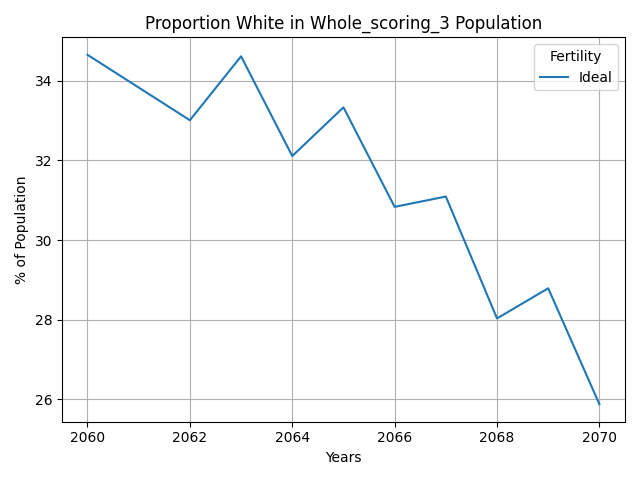 Proportion White in Whole_scoring_3 Population
Fertility
Ideal
34
32
30
28
26
% of Population
2060 2062 2064 2066 2068 2070
Years